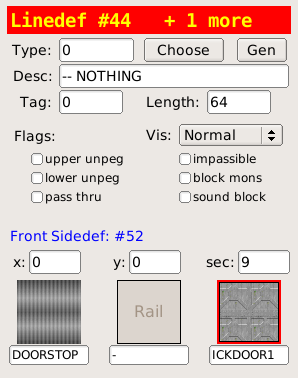 Linedef #44 + 1 more
Type: 0 Choose Gen
Desc: -- NOTHING
Tag: 0 Length: 64
Flags: Vis: Normal
upper unpeg impassible
lower unpeg block mons
pass thru sound block
Front Sidedef: #52
x: 0 y: 0 sec: 9
Rail
DOORSTOP - ICKDOOR1